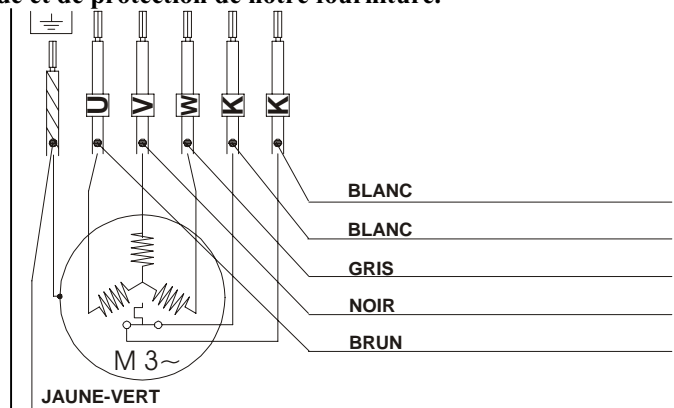 ue et de protection de notre fourniture.
U V W K K
BLANC
BLANC
GRIS
NOIR
BRUN
M 3~
JAUNE-VERT